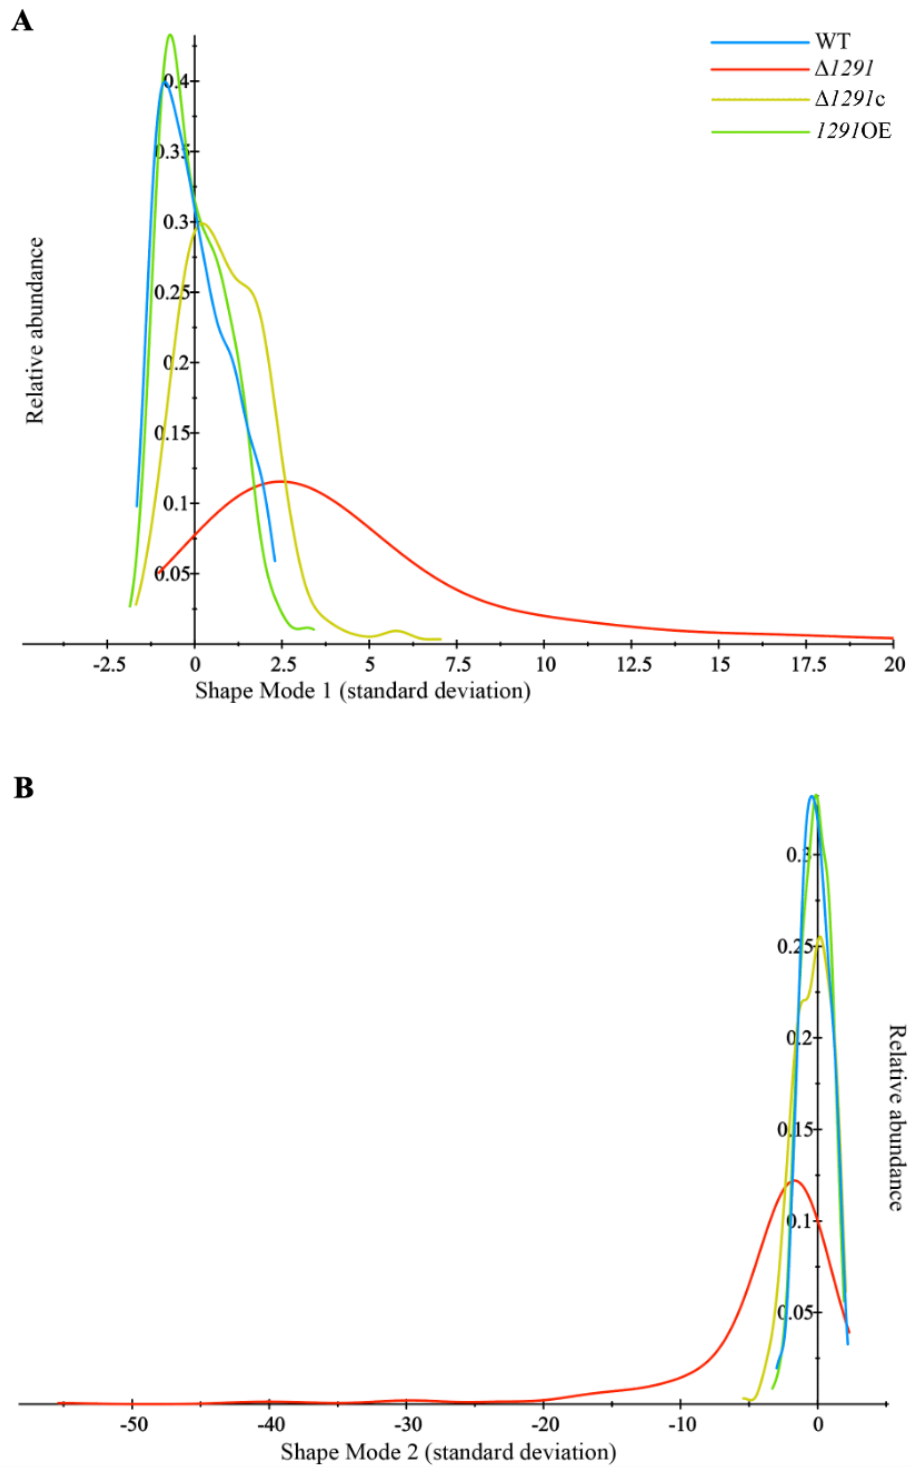 A
WT
Δ1291
Δ1291c
1291OE
Relative abundance
0.4
0.35
0.3
0.25
0.2
0.15
0.1
0.05
-2.5 0 2.5 5 7.5 10 12.5 15 17.5 20
Shape Mode 1 (standard deviation)
B
0.3
0.25
0.2
0.15
0.1
0.05
Relative abundance
-50 -40 -30 -20 -10 0
Shape Mode 2 (standard deviation)